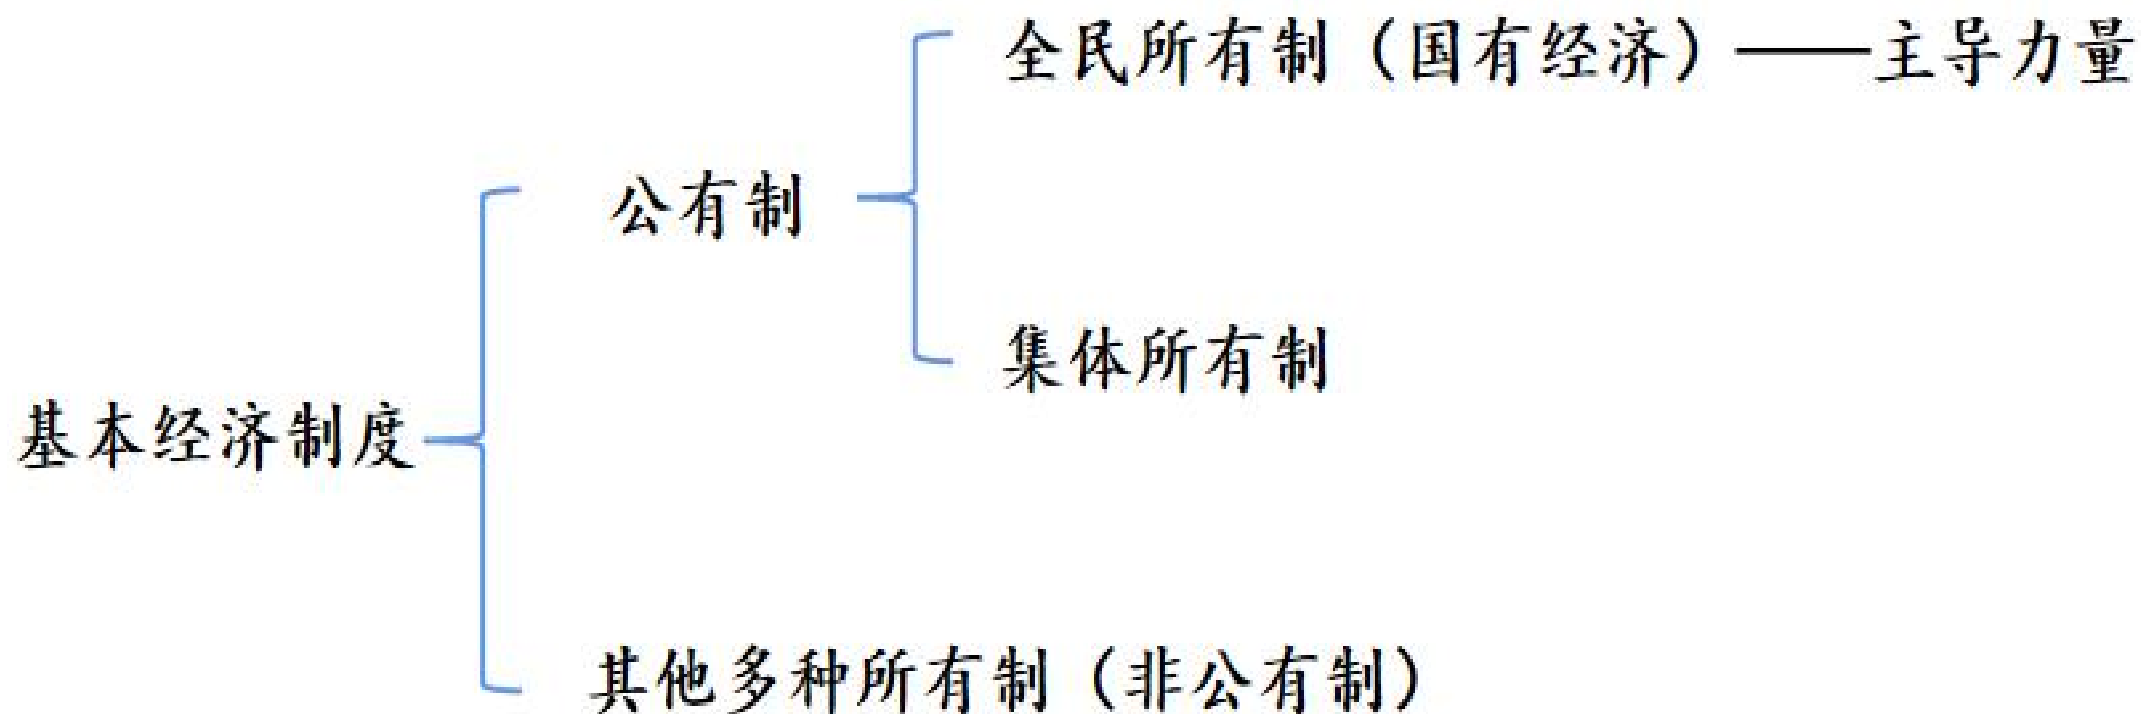 全民所有制（国有经济）——主导力量
公有制
集体所有制
基本经济制度
其他多种所有制（非公有制）